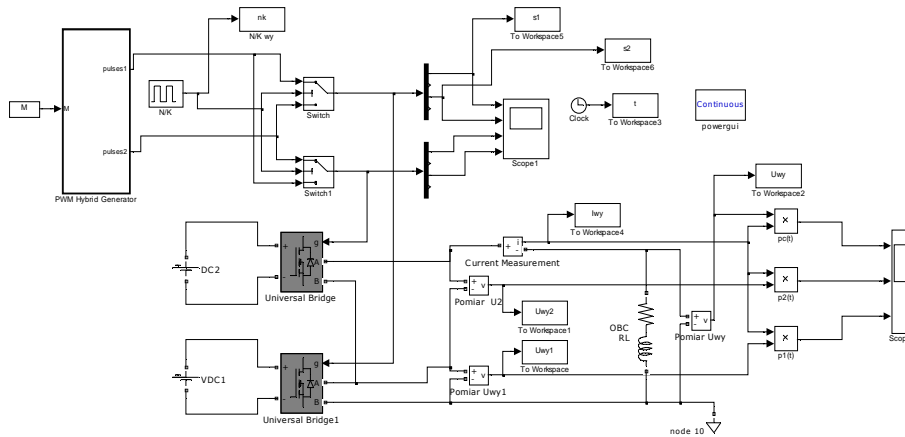 nk
N/K wy
s1
To Workspace5
s2
To Workspace6
pulses1
M
M
N/K
Switch
pulses2
Switch1
PWM Hybrid Generator
Scope1
Clock
t
To Workspace3
Continuous
powergui
Uwy
To Workspace2
Iwy
To Workspace4
×
pc(t)
+
-
DC2
g
A
B
Universal Bridge
+
-
i
Current Measurement
+
-
v
Pomiar U2
Uwy2
To Workspace1
OBC
RL
+
-
v
Pomiar Uwy
×
p2(t)
×
p1(t)
Scop
VDC1
+
-
g
A
B
Universal Bridge1
Uwy1
To Workspace
+
-
v
Pomiar Uwy1
node 10